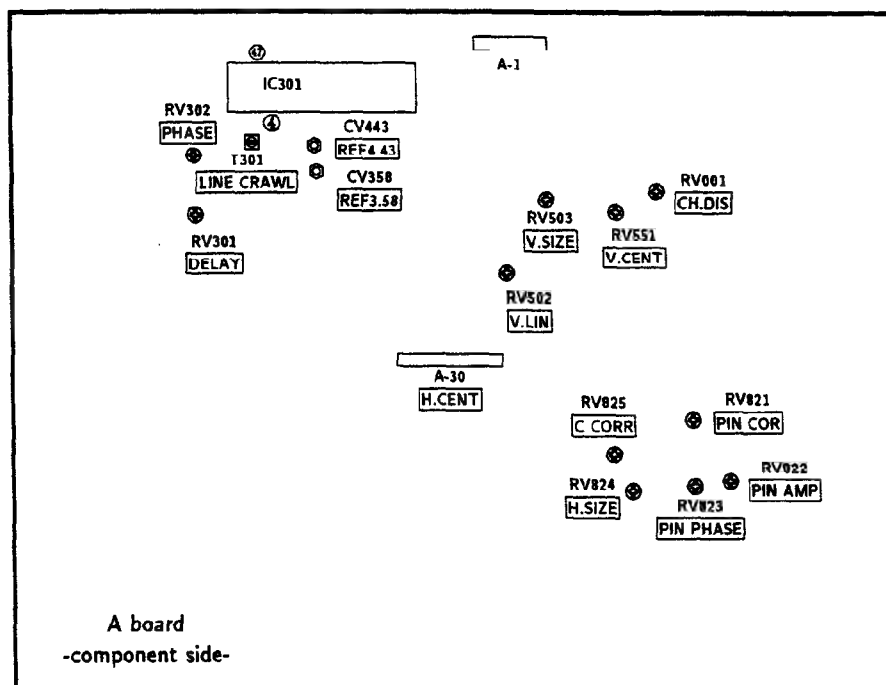 47
A-1
IC301
RV302
PHASE
4
CV443
REF4.43
T301
LINE CRAWL
CV358
REF3.58
RV001
CH.DIS
RV503
V.SIZE
RV551
V.CENT
RV301
DELAY
RV502
V.LIN
A-30
H.CENT
RV825
C CORR
RV821
PIN COR
RV824
H.SIZE
RV822
PIN AMP
RV823
PIN PHASE
A board
-component side-